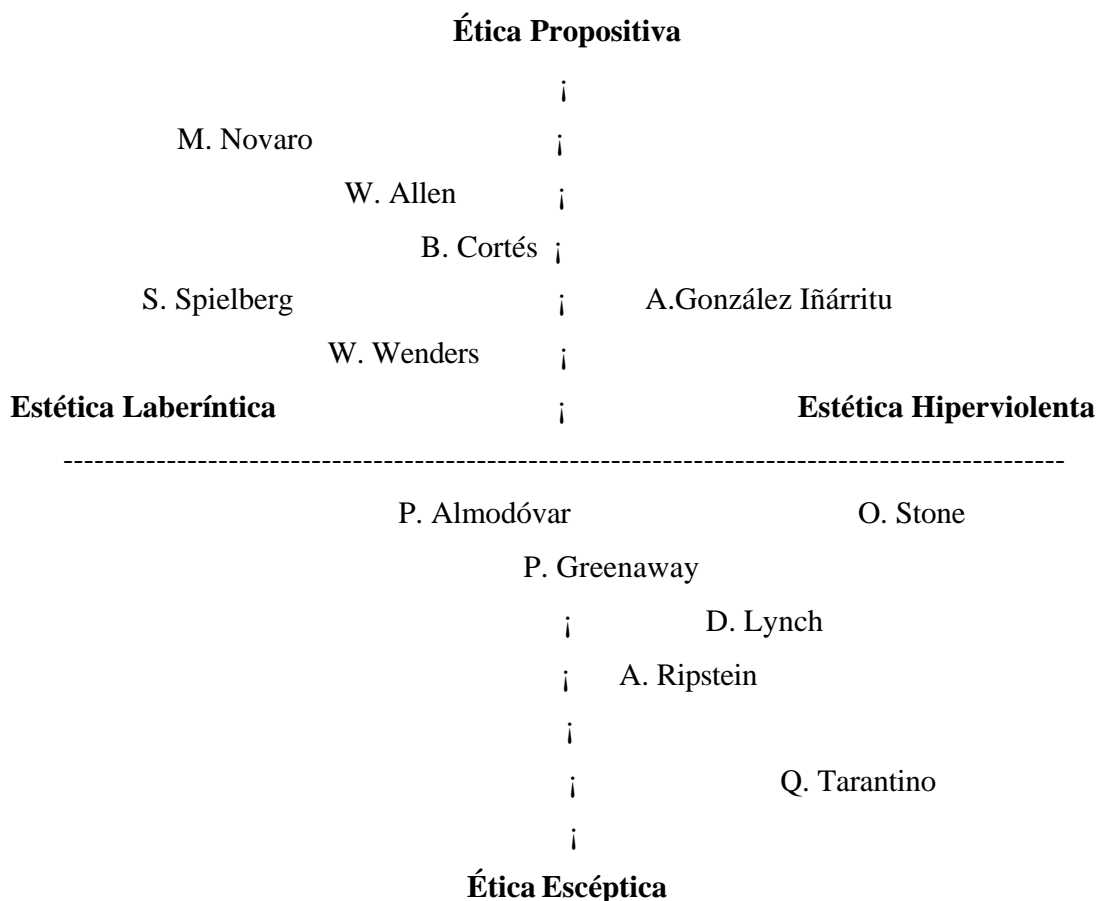 Ética Propositiva
¡
M. Novaro ¡
W. Allen ¡
B. Cortés ¡
S. Spielberg ¡ A.González Iñárritu
W. Wenders ¡
Estética Laberíntica ¡ Estética Hiperviolenta
-------------------------------------------------------------------------------------------------
P. Almodóvar O. Stone
P. Greenaway
¡ D. Lynch
¡ A. Ripstein
¡
¡ Q. Tarantino
¡
Ética Escéptica